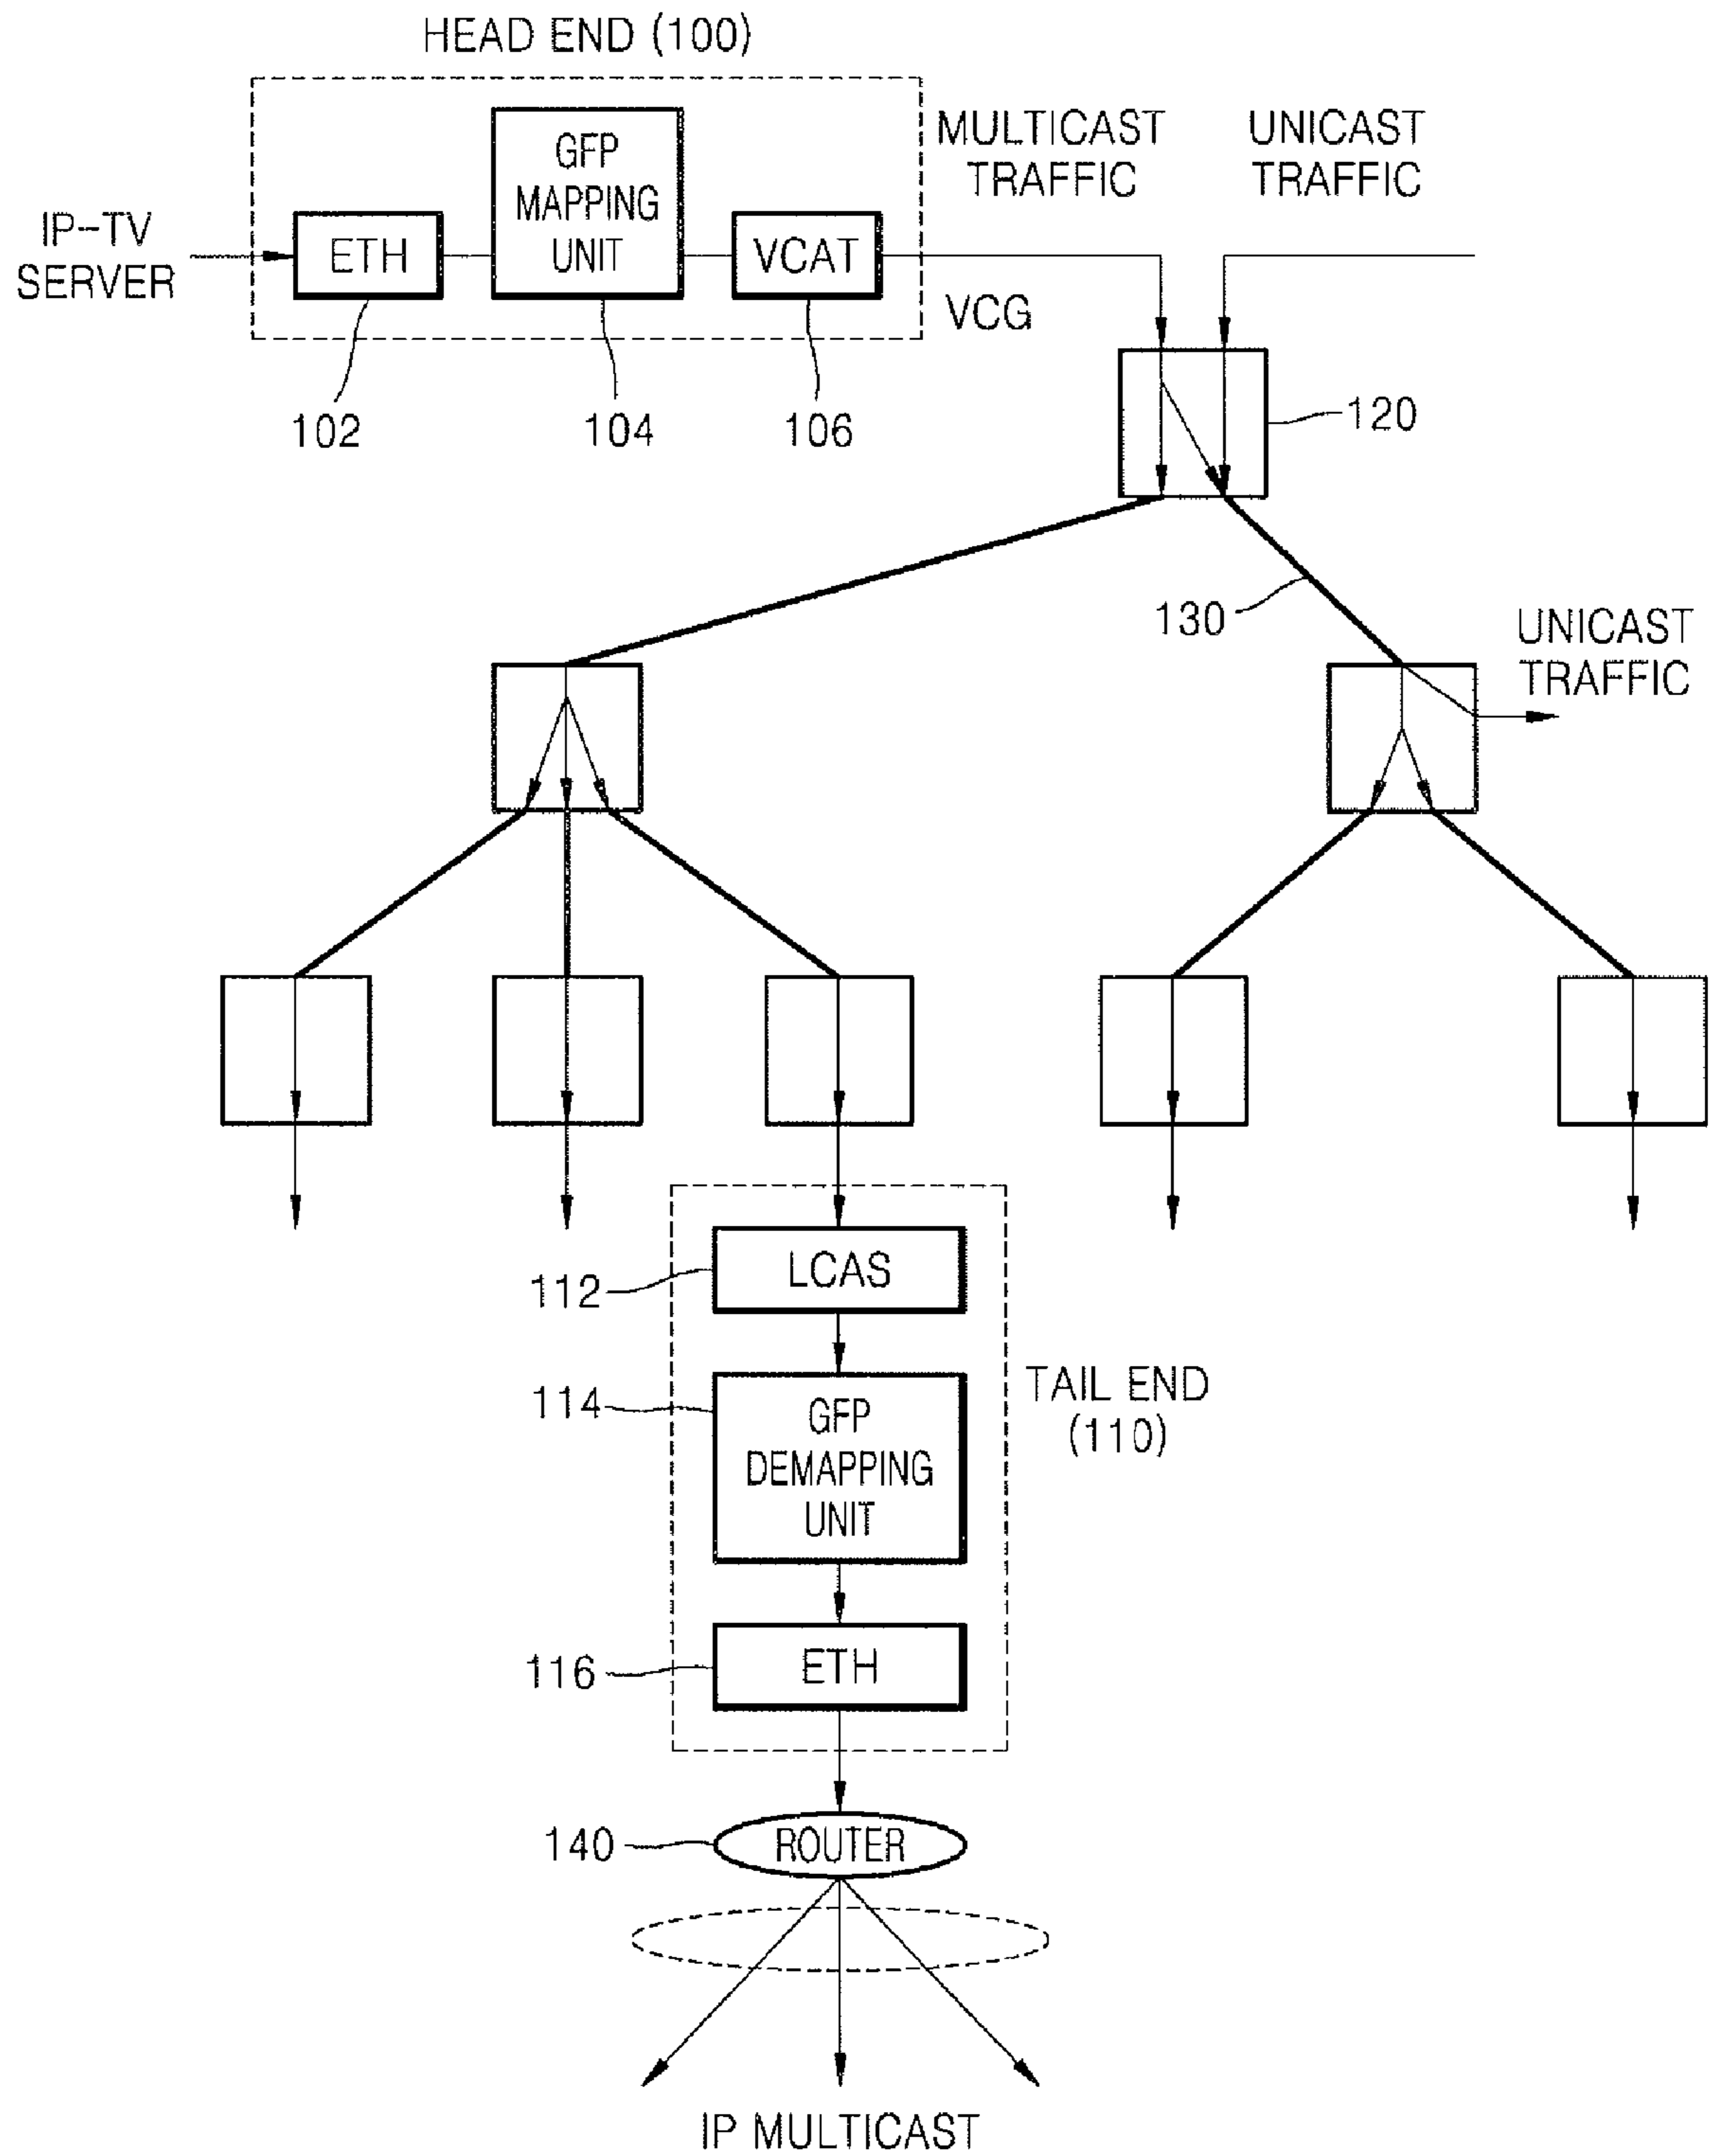 HEAD END (100)
MULTICAST
TRAFFIC
UNICAST
TRAFFIC
IP-TV
SERVER
ETH
GFP
MAPPING
UNIT
VCAT
VCG
102
104
106
120
130
UNICAST
TRAFFIC
LCAS
112
TAIL END
(110)
114
GFP
DEMAPPING
UNIT
116
ETH
140
ROUTER
IP MULTICAST